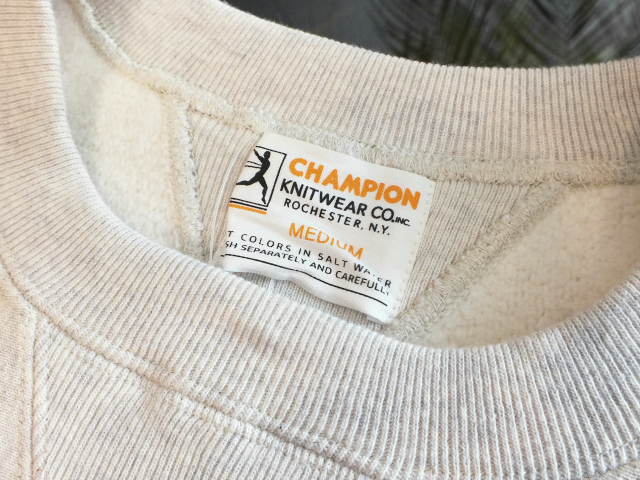 CHAMPION
KNITWEAR CO.INC.
ROCHESTER, N.Y.
MEDIUM
COLORS IN SALT WATER
SEPARATELY AND CAREFULLY